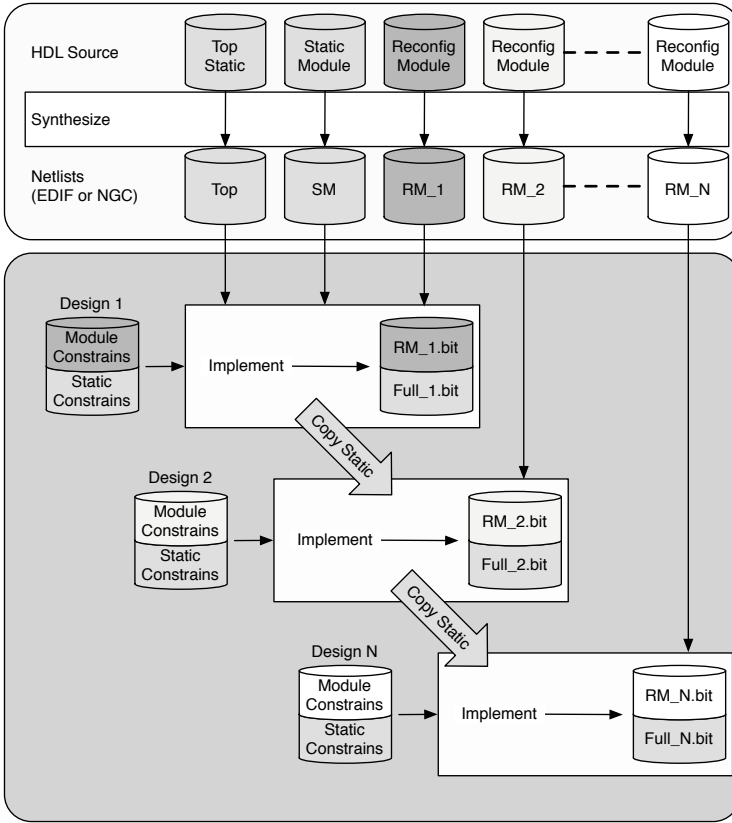 HDL Source
Top
Static
Static
Module
Reconfig
Module
Reconfig
Module
Reconfig
Module
Synthesize
Netlists
(EDIF or NGC)
Top
SM
RM_1
RM_2
RM_N
Design 1
Module
Constrains
Static
Constrains
Implement
RM_1.bit
Full_1.bit
Copy Static
Design 2
Module
Constrains
Static
Constrains
Implement
RM_2.bit
Full_2.bit
Copy Static
Design N
Module
Constrains
Static
Constrains
Implement
RM_N.bit
Full_N.bit